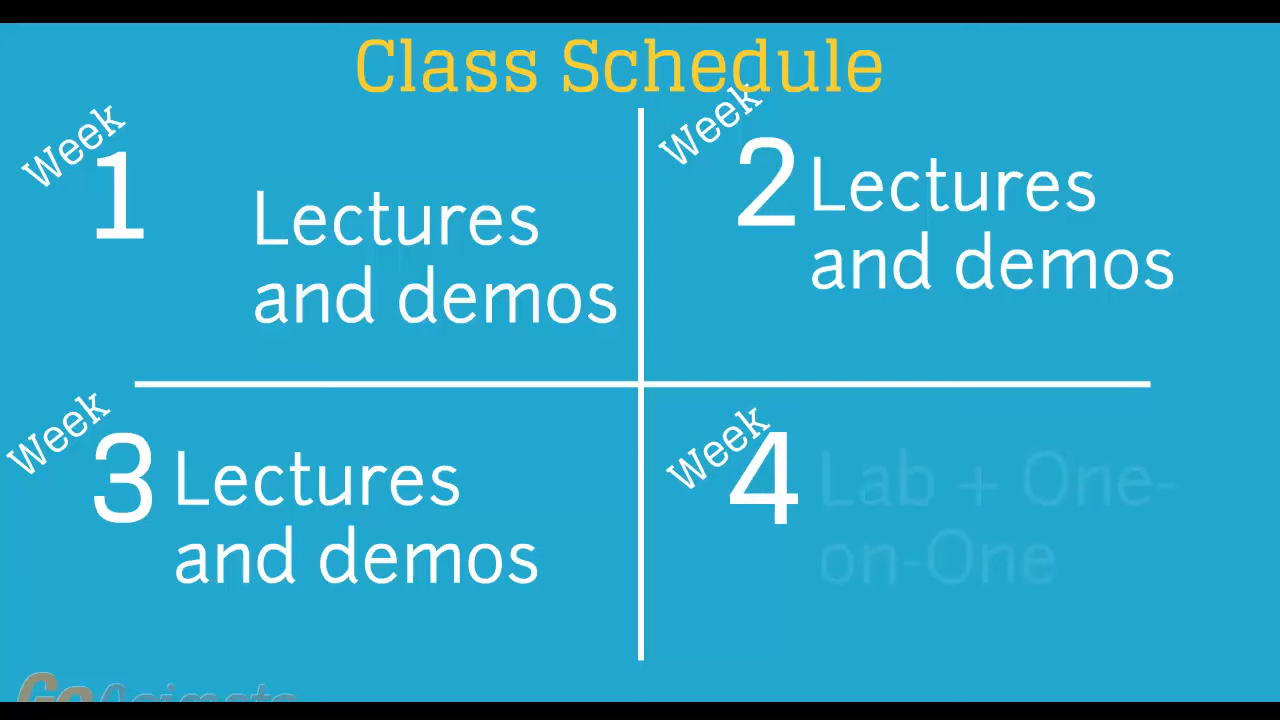 Class Schedule
Week
1
Lectures
and demos
Week
2
Lectures
and demos
Week
3
Lectures
and demos
Week
4
Lab + One-
on-One
GoAnimate